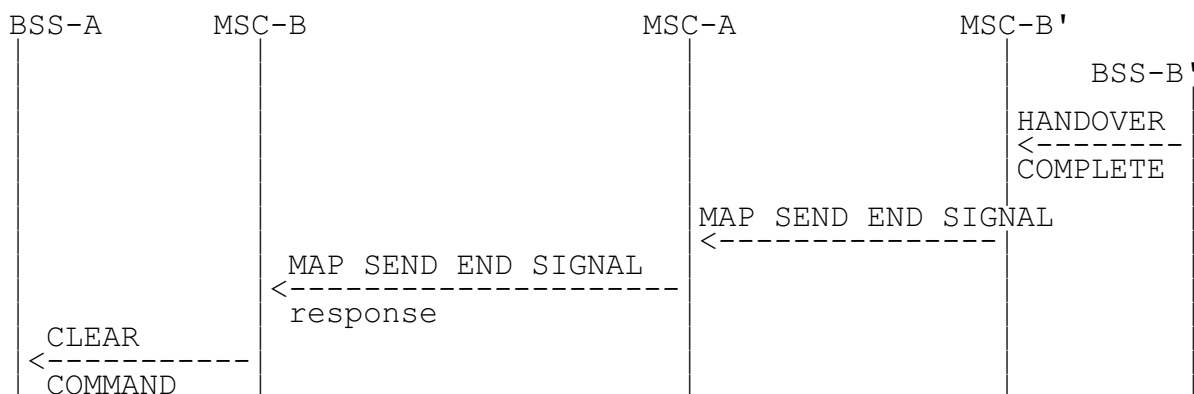 BSS-A MSC-B MSC-A MSC-B'
BSS-B'
HANDOVER
COMPLETE
MAP SEND END SIGNAL
MAP SEND END SIGNAL
response
CLEAR
COMMAND